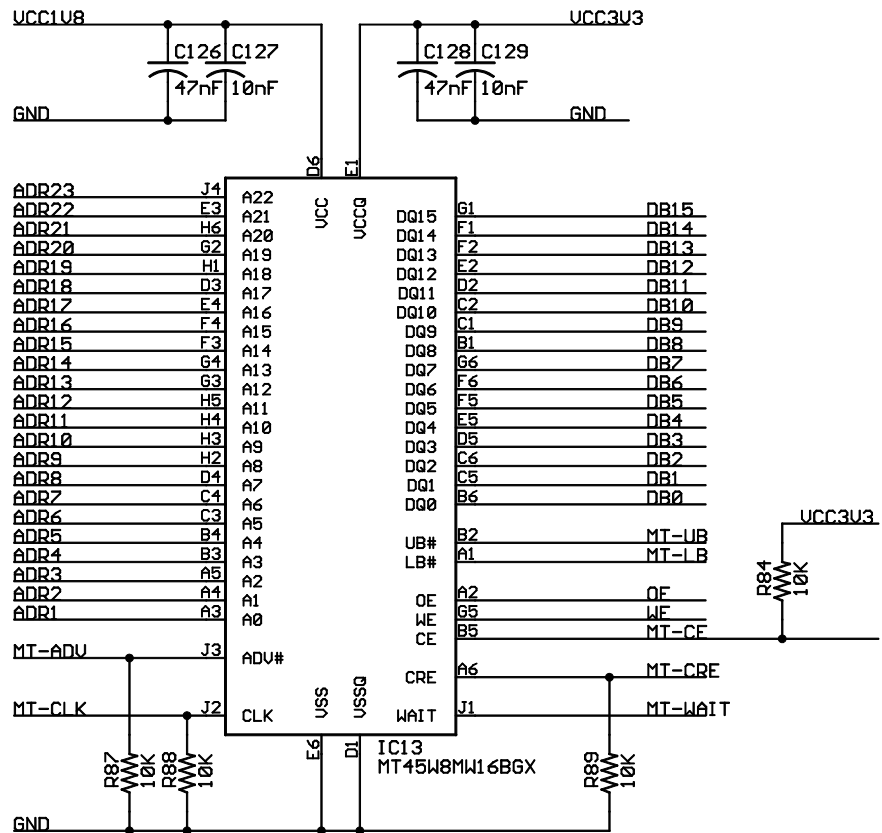 VCC1V8 VCC3V3
C126 C127 C128 C129
47nF 10nF 47nF 10nF
GND GND
D6 E1
VCC VCCQ
ADR23 J4 A22
ADR22 E3 A21 DQ15 G1 DB15
ADR21 H6 A20 DQ14 F1 DB14
ADR20 G2 A19 DQ13 F2 DB13
ADR19 H1 A18 DQ12 E2 DB12
ADR18 D3 A17 DQ11 D2 DB11
ADR17 E4 A16 DQ10 C2 DB10
ADR16 F4 A15 DQ9 C1 DB9
ADR15 F3 A14 DQ8 B1 DB8
ADR14 G4 A13 DQ7 G6 DB7
ADR13 G3 A12 DQ6 F6 DB6
ADR12 H5 A11 DQ5 F5 DB5
ADR11 H4 A10 DQ4 E5 DB4
ADR10 H3 A9 DQ3 D5 DB3
ADR9 H2 A8 DQ2 C6 DB2
ADR8 D4 A7 DQ1 C5 DB1
ADR7 C4 A6 DQ0 B6 DB0
ADR6 C3 A5 VCC3V3
ADR5 B4 A4 UB# B2 MT-UB
ADR4 B3 A3 LB# A1 MT-LB
ADR3 A5 A2 R84 10K
ADR2 A4 A1 OE A2 OE
ADR1 A3 A0 WE G5 WE
CE B5 MT-CE
MT-ADV J3 ADV#
CRE A6 MT-CRE
MT-CLK J2 CLK VSS VSSQ WAIT J1 MT-WAIT
E6 D1 IC13
MT45W8MW16BGX
R87 10K R88 10K R89 10K
GND